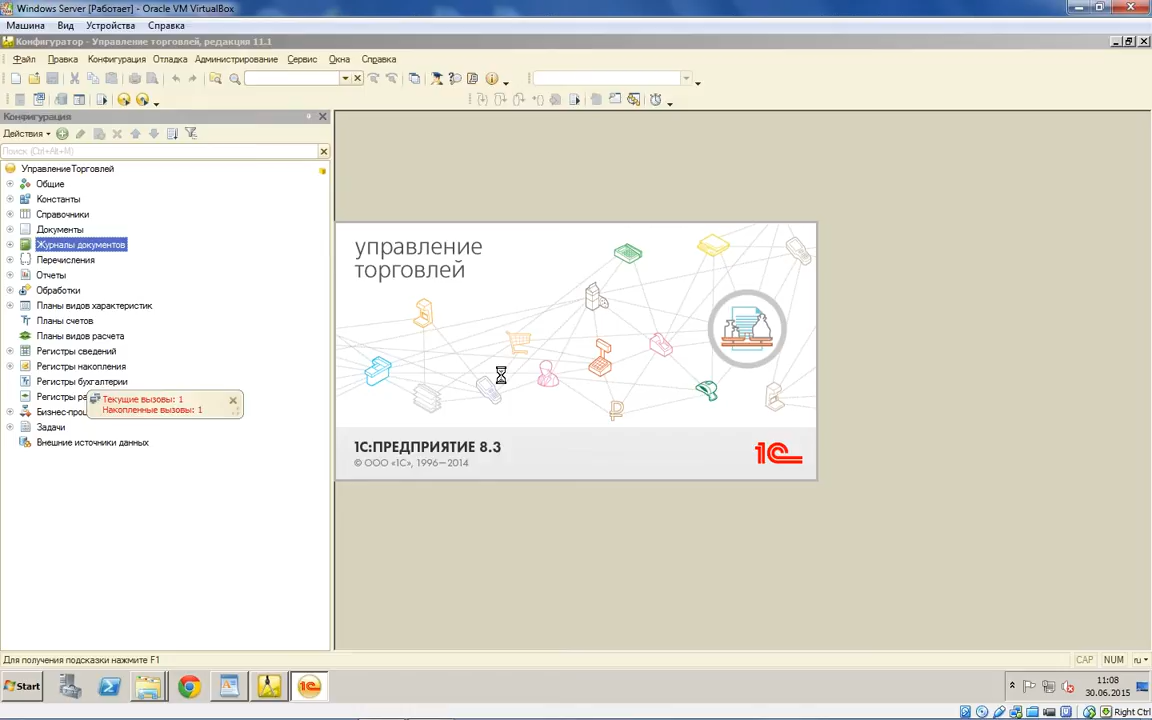 Windows Server [Работает] - Oracle VM VirtualBox
Машина Вид Устройства Справка
Конфигуратор - Управление торговлей, редакция 11.1
Файл Правка Конфигурация Отладка Администрирование Сервис Окна Справка
Конфигурация
Действия
Поиск (Ctrl+Alt+M)
УправлениеТорговлей
Общие
Константы
Справочники
Документы
Журналы документов
Перечисления
Отчеты
Обработки
Планы видов характеристик
Планы счетов
Планы видов расчета
Регистры сведений
Регистры накопления
Регистры бухгалтерии
Регистры ра
Бизнес-проц
Задачи
Внешние источники данных
Текущие вызовы: 1
Накопленные вызовы: 1
управление
торговлей
1С:ПРЕДПРИЯТИЕ 8.3
© ООО «1С», 1996—2014
1С
Для получения подсказки нажмите F1
CAP NUM ru
Start
11:08
30.06.2015
Right Ctrl